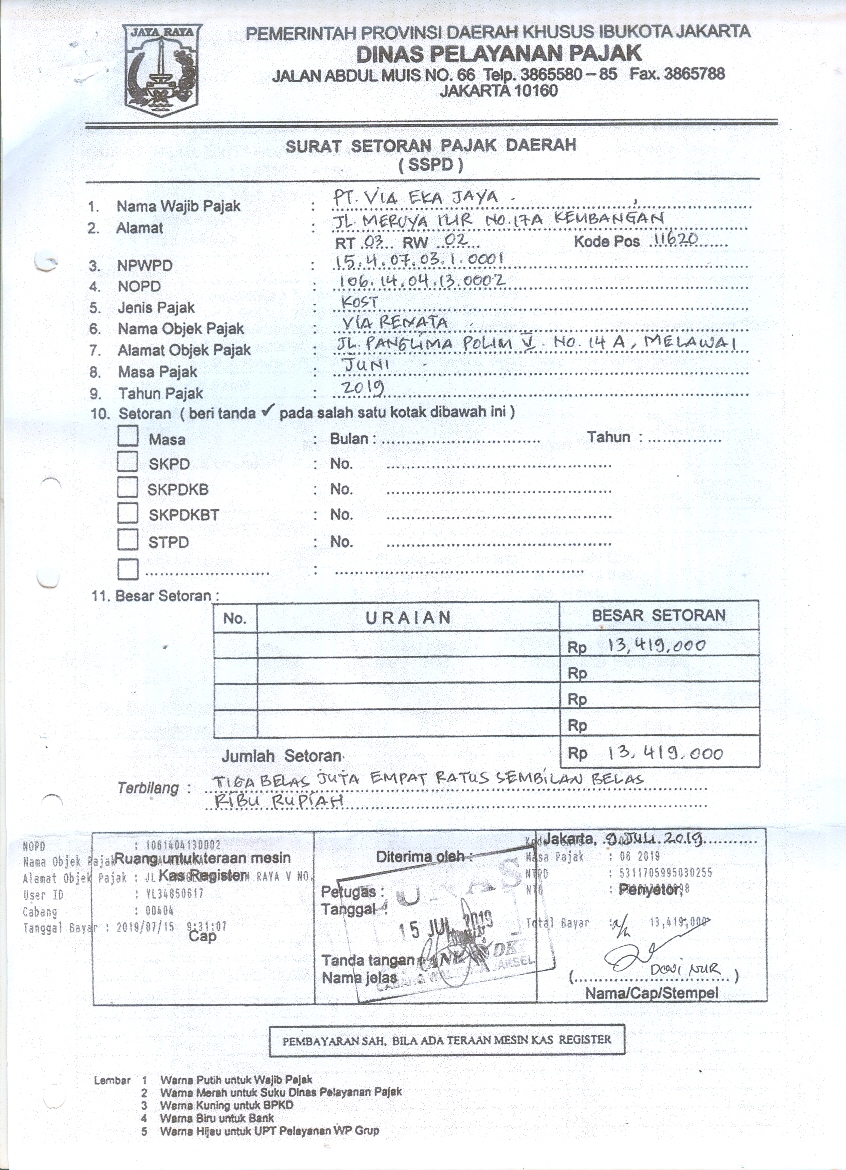 JAYA RAYA
PEMERINTAH PROVINSI DAERAH KHUSUS IBUKOTA JAKARTA
DINAS PELAYANAN PAJAK
JALAN ABDUL MUIS NO. 66 Telp. 3865580 – 85 Fax. 3865788
JAKARTA 10160
SURAT SETORAN PAJAK DAERAH
( SSPD )
1. Nama Wajib Pajak : PT. VIA EKA JAYA
2. Alamat : JL. MERUYA ILIR NO. 17A KEMBANGAN
RT 03 RW 02 Kode Pos 11620
3. NPWPD : 15.4.07.03.1.0001
4. NOPD : 106.14.04.13.0002
5. Jenis Pajak : KOST
6. Nama Objek Pajak : VIA RENATA
7. Alamat Objek Pajak : JL. PANGLIMA POLIM V. NO. 14 A, MELAWAI
8. Masa Pajak : JUNI
9. Tahun Pajak : 2019
10. Setoran ( beri tanda ✓ pada salah satu kotak dibawah ini )
Masa : Bulan : Tahun :
SKPD : No.
SKPDKB : No.
SKPDKBT : No.
STPD : No.
:
11. Besar Setoran :
No. URAIAN BESAR SETORAN
Rp 13,419,000
Rp
Rp
Rp
Jumlah Setoran Rp 13.419.000
Terbilang : TIGA BELAS JUTA EMPAT RATUS SEMBILAN BELAS
RIBU RUPIAH
NOPD : 1061404130002
Nama Objek Pajak
Alamat Objek Pajak : JL RAYA V NO.
User ID : YL34850617
Cabang : 00404
Tanggal Bayar : 2019/07/15 9:31:07
Ruang untuk teraan mesin
Kas Register
Cap
Diterima oleh :
Petugas :
Tanggal :
LUNAS
15 JUL 2019
Tanda tangan :
Nama jelas :
JAKSEL
Jakarta, 9 JULI 2019
Masa Pajak : 06 2019
NTPD : 5311705995030255
Penyetor,
Total Bayar : 13,419,000
DONI NUR
Nama/Cap/Stempel
PEMBAYARAN SAH, BILA ADA TERAAN MESIN KAS REGISTER
Lembar 1 Warna Putih untuk Wajib Pajak
2 Warna Merah untuk Suku Dinas Pelayanan Pajak
3 Warna Kuning untuk BPKD
4 Warna Biru untuk Bank
5 Warna Hijau untuk UPT Pelayanan WP Grup